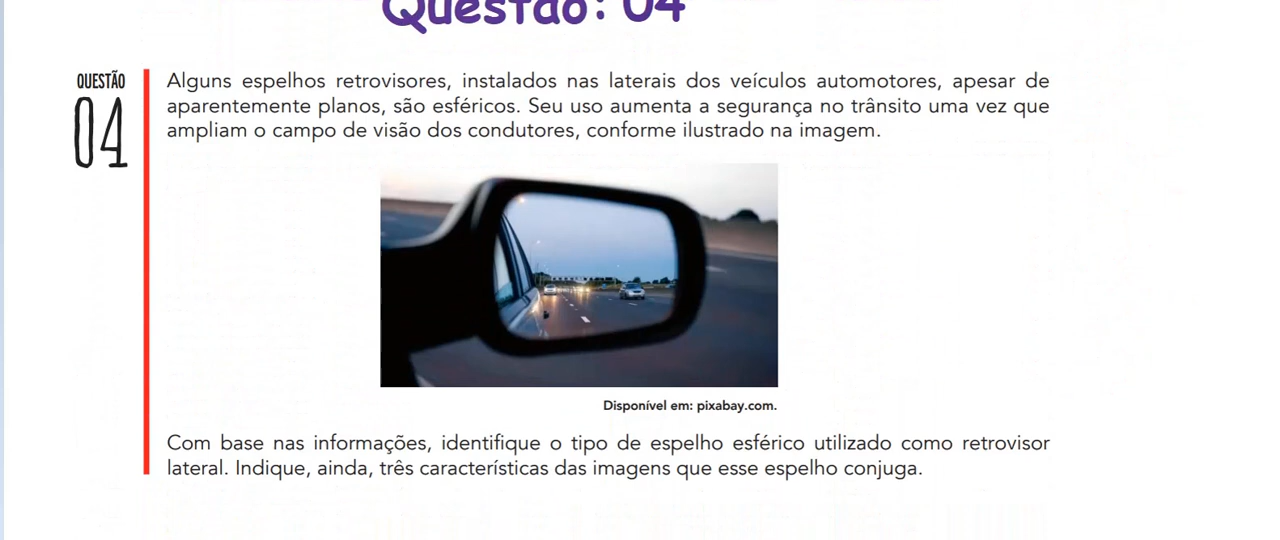 Questão: 04
QUESTÃO
04
Alguns espelhos retrovisores, instalados nas laterais dos veículos automotores, apesar de
aparentemente planos, são esféricos. Seu uso aumenta a segurança no trânsito uma vez que
ampliam o campo de visão dos condutores, conforme ilustrado na imagem.
Disponível em: pixabay.com.
Com base nas informações, identifique o tipo de espelho esférico utilizado como retrovisor
lateral. Indique, ainda, três características das imagens que esse espelho conjuga.